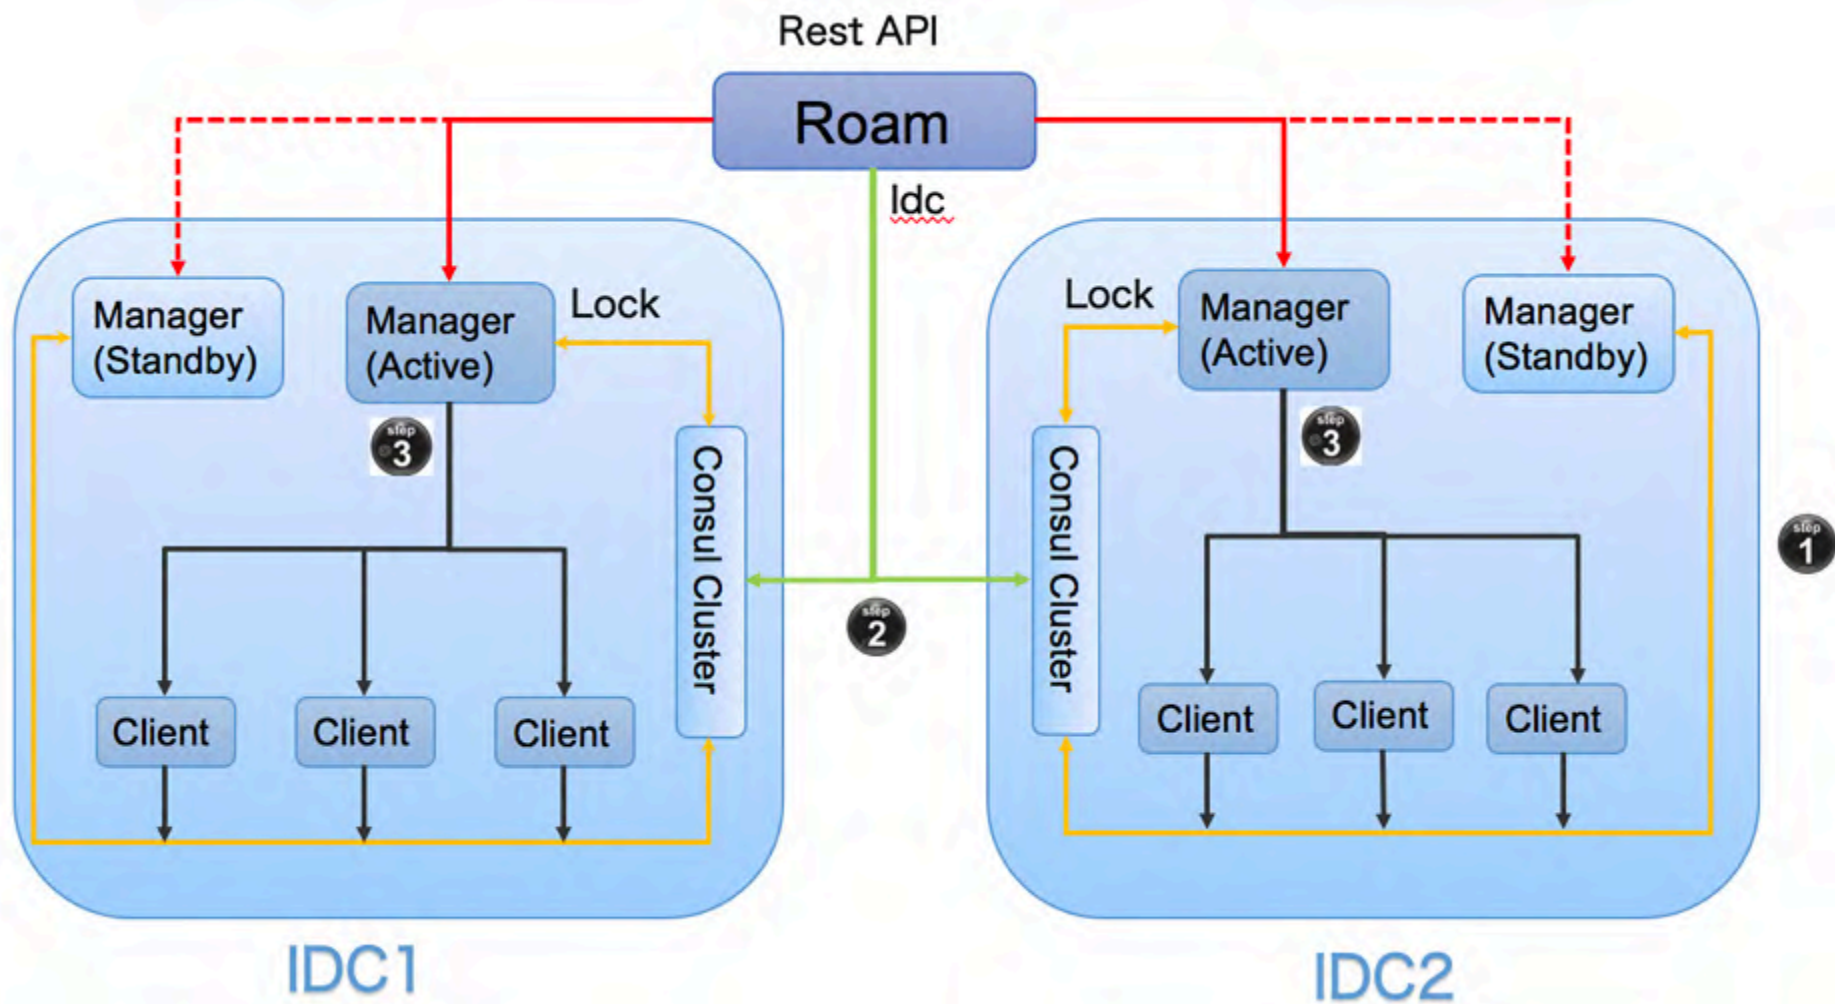 Rest API
Roam
Idc
Manager
(Standby)
Manager
(Active)
Lock
step
3
Consul Cluster
Client
Client
Client
IDC1
step
2
Lock
Manager
(Active)
Manager
(Standby)
step
3
Consul Cluster
Client
Client
Client
step
1
IDC2